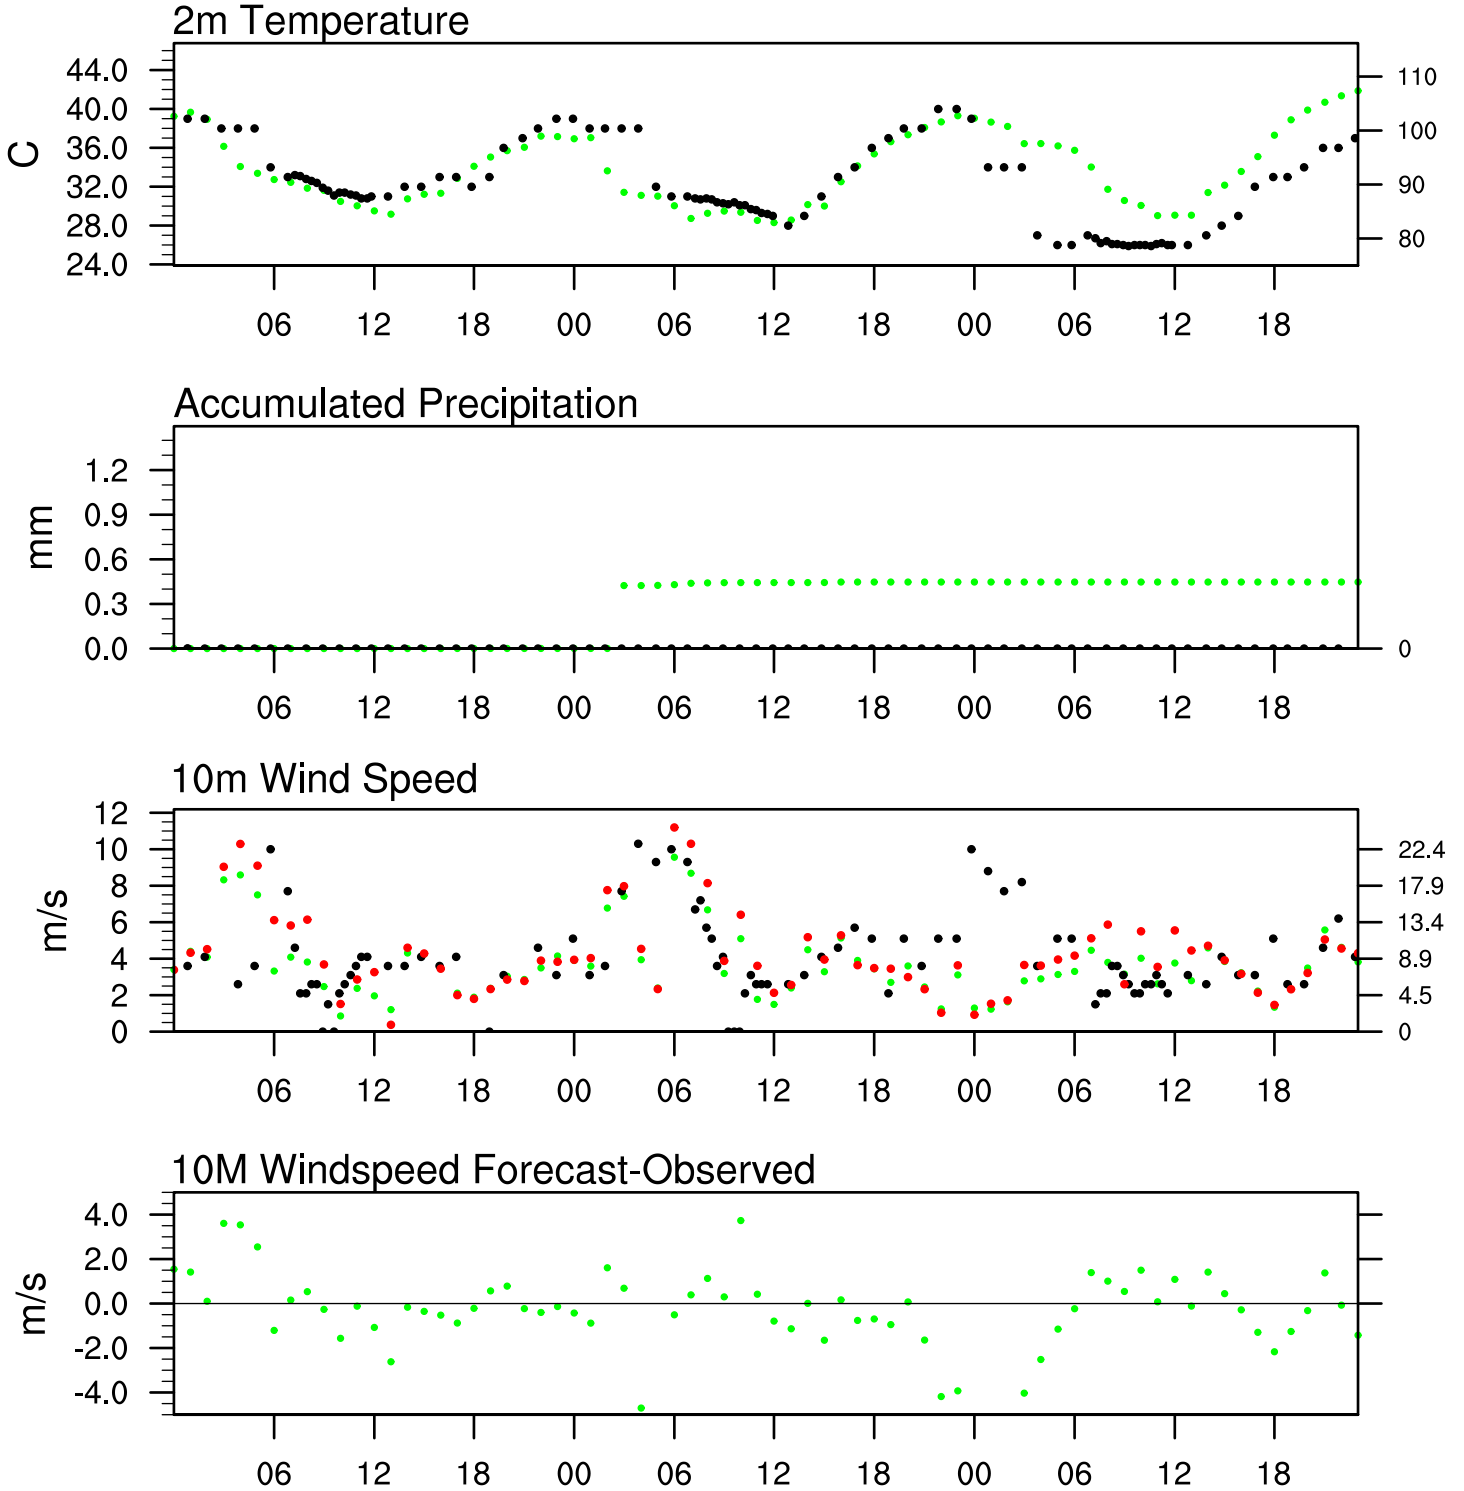 2m Temperature
44.0
40.0
36.0
32.0
28.0
24.0
C
110
100
90
80
06 12 18 00 06 12 18 00 06 12 18
Accumulated Precipitation
1.2
0.9
0.6
0.3
0.0
mm
0
06 12 18 00 06 12 18 00 06 12 18
10m Wind Speed
12
10
8
6
4
2
0
m/s
22.4
17.9
13.4
8.9
4.5
0
06 12 18 00 06 12 18 00 06 12 18
10M Windspeed Forecast-Observed
4.0
2.0
0.0
-2.0
-4.0
m/s
06 12 18 00 06 12 18 00 06 12 18